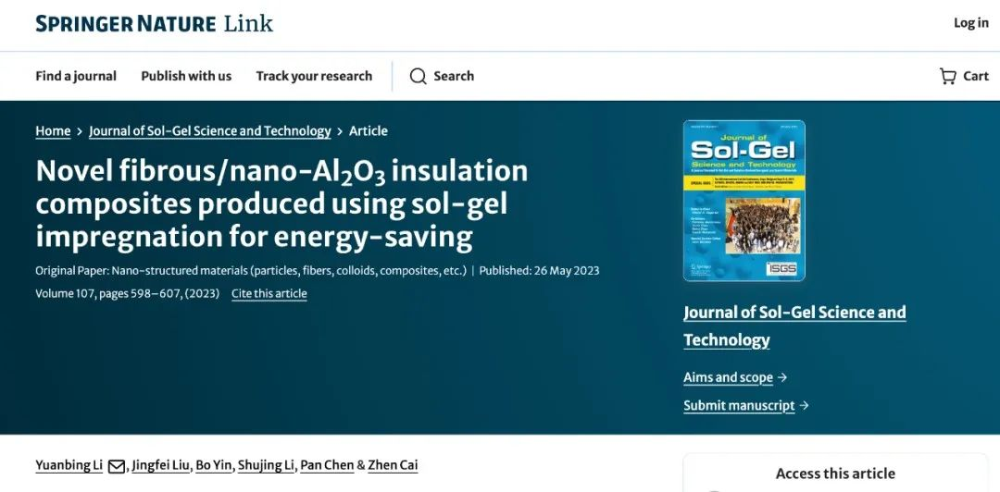 SPRINGER NATURE Link
Log in
Find a journal
Publish with us
Track your research
Search
Cart
Home > Journal of Sol-Gel Science and Technology > Article
Novel fibrous/nano-Al₂O₃ insulation
composites produced using sol-gel
impregnation for energy-saving
Original Paper: Nano-structured materials (particles, fibers, colloids, composites, etc.) | Published: 26 May 2023
Volume 107, pages 598–607, (2023) Cite this article
Journal of
Sol-Gel
Science and Technology
ISGS
Journal of Sol-Gel Science and
Technology
Aims and scope →
Submit manuscript →
Yuanbing Li, Jingfei Liu, Bo Yin, Shujing Li, Pan Chen & Zhen Cai
Access this article